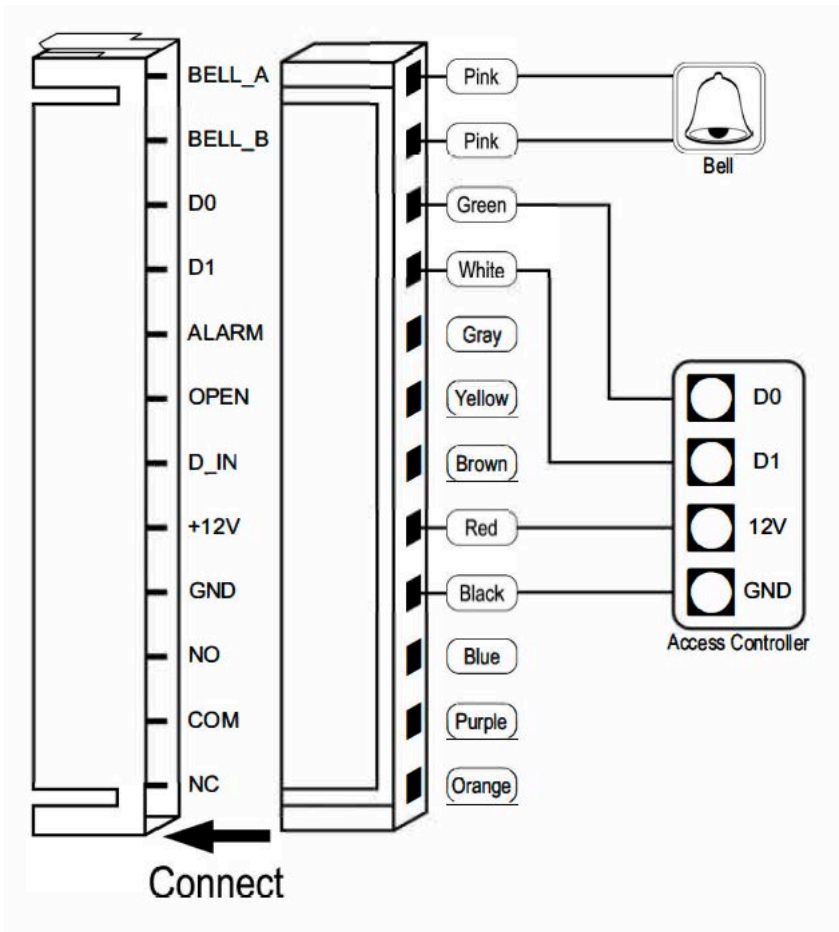 BELL_A Pink
BELL_B Pink
Bell
D0 Green
D1 White
ALARM Gray
OPEN Yellow D0
D_IN Brown D1
+12V Red 12V
GND Black GND
Access Controller
NO Blue
COM Purple
NC Orange
Connect